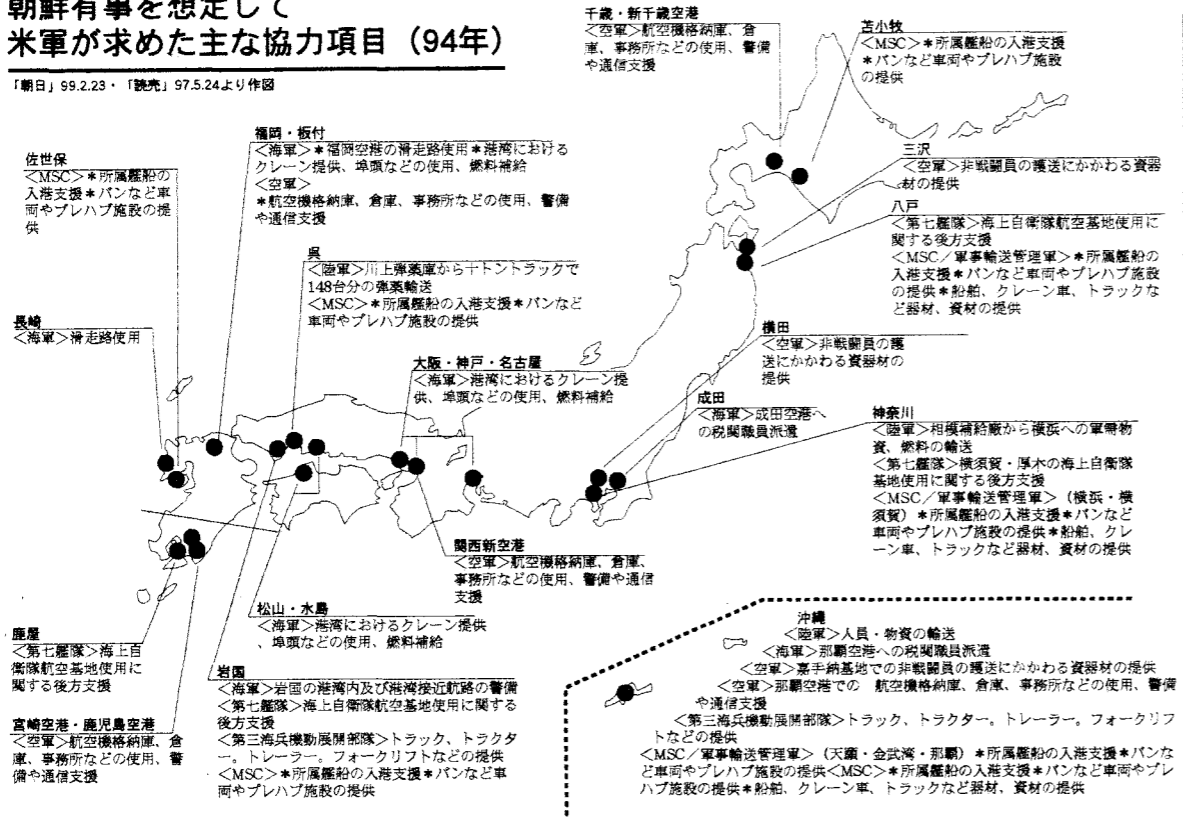 朝鮮有事を想定して
米軍が求めた主な協力項目（94年）
「朝日」99.2.23・「読売」97.5.24より作図
千歳・新千歳空港
＜空軍＞航空機格納庫、倉
庫、事務所などの使用、警備
や通信支援
苫小牧
＜MSC＞＊所属艦船の入港支援
＊バンなど車両やプレハブ施設
の提供
三沢
＜空軍＞非戦闘員の護送にかかわる資器
材の提供
八戸
＜第七艦隊＞海上自衛隊航空基地使用に
関する後方支援
＜MSC／軍事輸送管理軍＞＊所属艦船の
入港支援＊バンなど車両やプレハブ施設
の提供＊船舶、クレーン車、トラックな
ど器材、資材の提供
福岡・板付
＜海軍＞＊福岡空港の滑走路使用＊港湾における
クレーン提供、埠頭などの使用、燃料補給
＜空軍＞
＊航空機格納庫、倉庫、事務所などの使用、警備
や通信支援
佐世保
＜MSC＞＊所属艦船の
入港支援＊バンなど車
両やプレハブ施設の提
供
呉
＜陸軍＞川上弾薬庫から十トントラックで
148台分の弾薬輸送
＜MSC＞＊所属艦船の入港支援＊バンなど
車両やプレハブ施設の提供
長崎
＜海軍＞滑走路使用
大阪・神戸・名古屋
＜海軍＞港湾におけるクレーン提
供、埠頭などの使用、燃料補給
横田
＜空軍＞非戦闘員の護
送にかかわる資器材の
提供
成田
＜海軍＞成田空港へ
の税関職員派遣
神奈川
＜陸軍＞相模補給廠から横浜への軍需物
資、燃料の輸送
＜第七艦隊＞横須賀・厚木の海上自衛隊
基地使用に関する後方支援
＜MSC／軍事輸送管理軍＞（横浜・横
須賀）＊所属艦船の入港支援＊バンなど
車両やプレハブ施設の提供＊船舶、クレ
ーン車、トラックなど器材、資材の提供
関西新空港
＜空軍＞航空機格納庫、倉庫、
事務所などの使用、警備や通信
支援
松山・水島
＜海軍＞港湾におけるクレーン提供
、埠頭などの使用、燃料補給
鹿屋
＜第七艦隊＞海上自
衛隊航空基地使用に
関する後方支援
宮崎空港・鹿児島空港
＜空軍＞航空機格納庫、倉
庫、事務所などの使用、警
備や通信支援
岩国
＜海軍＞岩国の港湾内及び港湾接近航路の警備
＜第七艦隊＞海上自衛隊航空基地使用に関する
後方支援
＜第三海兵機動展開部隊＞トラック、トラクタ
ー。トレーラー。フォークリフトなどの提供
＜MSC＞＊所属艦船の入港支援＊バンなど車
両やプレハブ施設の提供
沖縄
＜陸軍＞人員・物資の輸送
＜海軍＞那覇空港への税関職員派遣
＜空軍＞嘉手納基地での非戦闘員の護送にかかわる資器材の提供
＜空軍＞那覇空港での　航空機格納庫、倉庫、事務所などの使用、警備
や通信支援
＜第三海兵機動展開部隊＞トラック、トラクター。トレーラー。フォークリフ
トなどの提供
＜MSC／軍事輸送管理軍＞（天願・金武湾・那覇）＊所属艦船の入港支援＊バンな
ど車両やプレハブ施設の提供＜MSC＞＊所属艦船の入港支援＊バンなど車両やプレ
ハブ施設の提供＊船舶、クレーン車、トラックなど器材、資材の提供